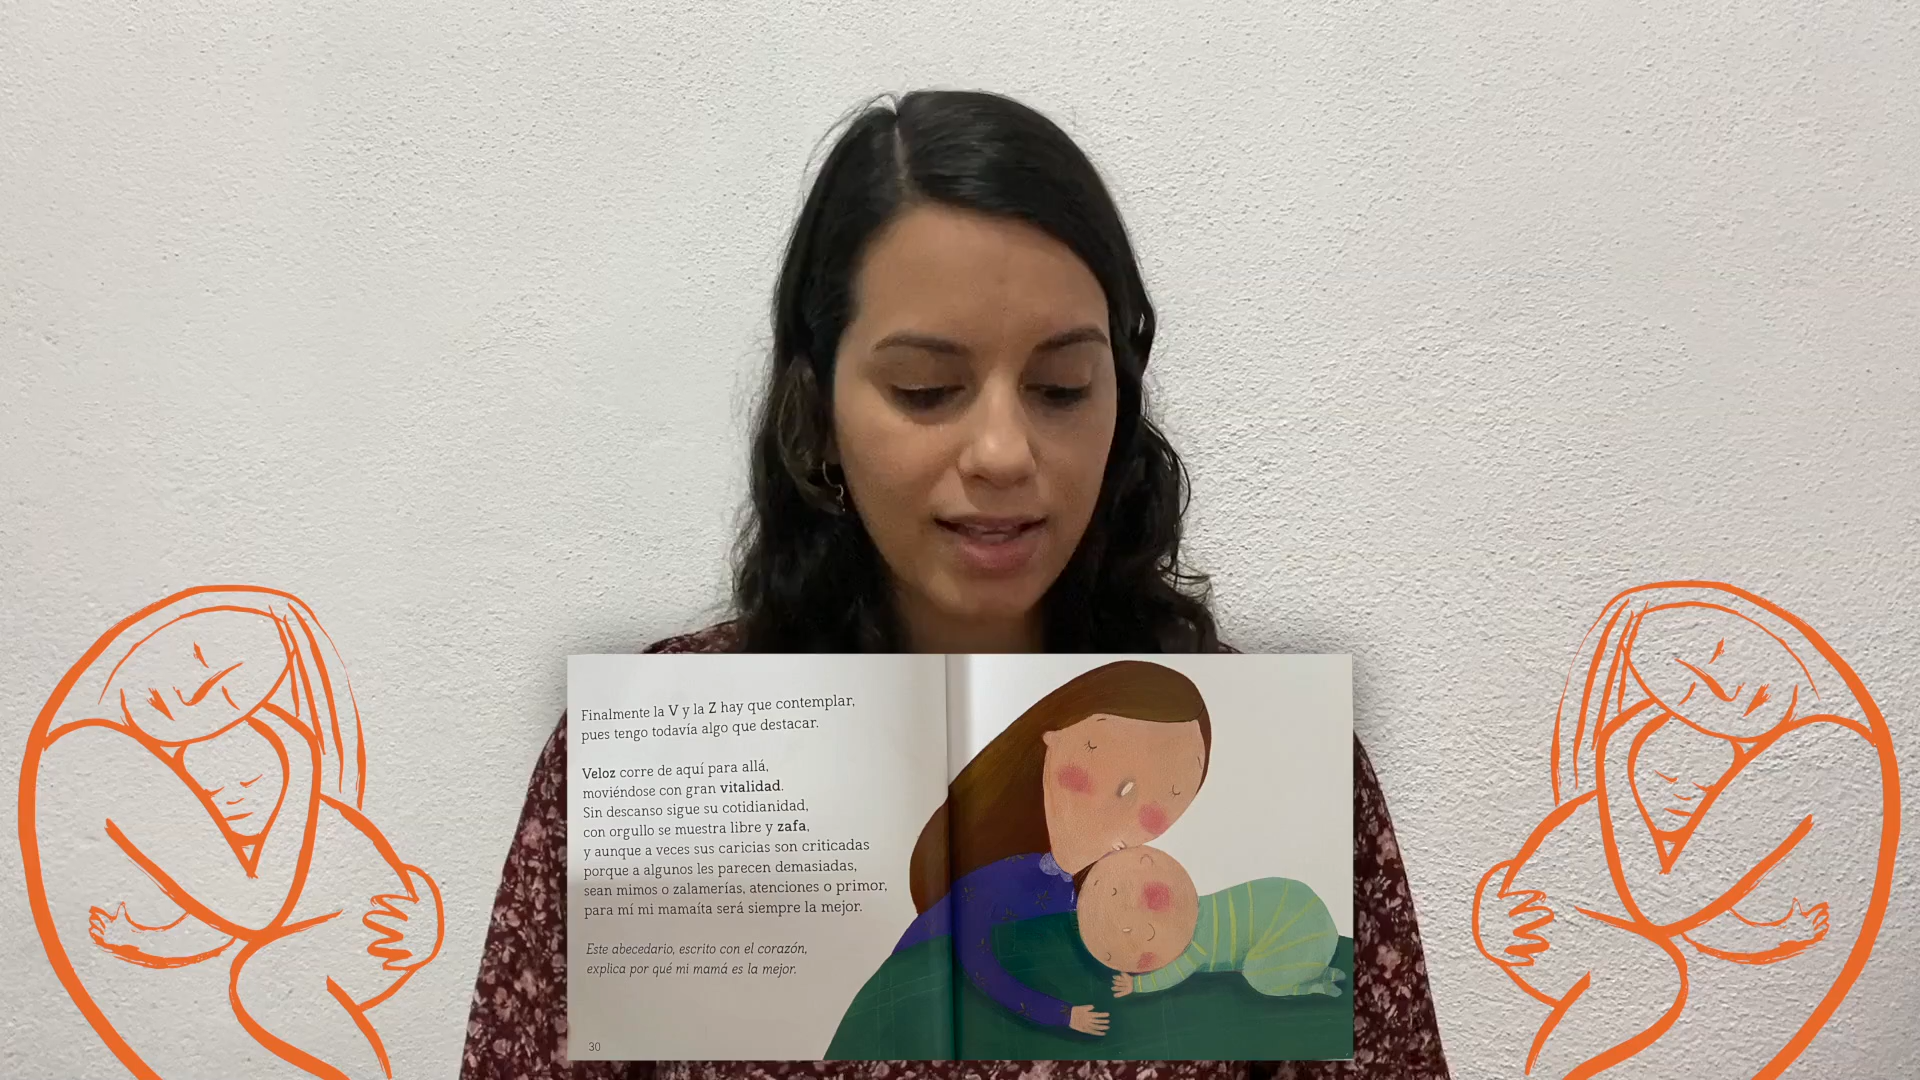 Finalmente la V y la Z hay que contemplar,
pues tengo todavía algo que destacar.
Veloz corre de aquí para allá,
moviéndose con gran vitalidad.
Sin descanso sigue su cotidianidad,
con orgullo se muestra libre y zafa,
y aunque a veces sus caricias son criticadas
porque a algunos les parecen demasiadas,
sean mimos o zalamerías, atenciones o primor,
para mí mi mamaíta será siempre la mejor.
Este abecedario, escrito con el corazón,
explica por qué mi mamá es la mejor.
30